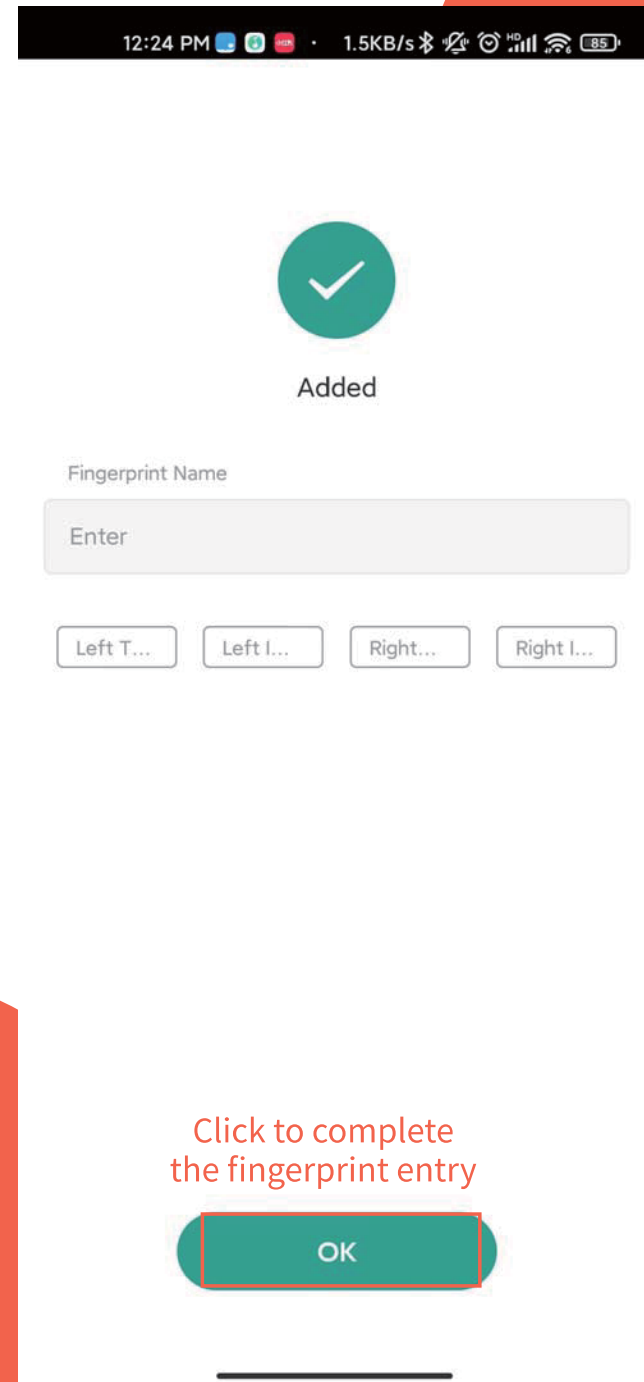 12:24 PM · 1.5KB/s HD 85
Added
Fingerprint Name
Enter
Left T... Left I... Right... Right I...
Click to complete
the fingerprint entry
OK